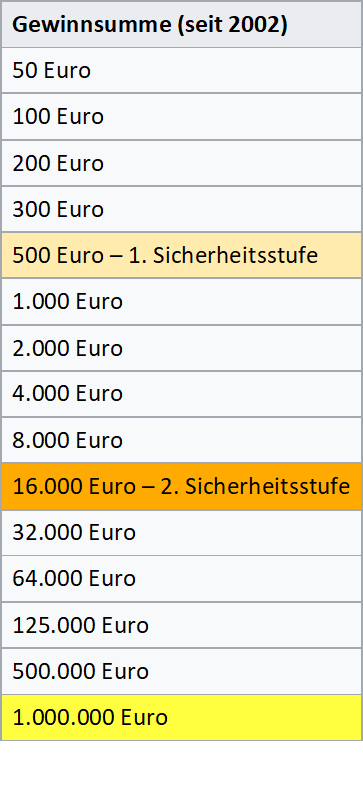 Gewinnsumme (seit 2002)
50 Euro
100 Euro
200 Euro
300 Euro
500 Euro – 1. Sicherheitsstufe
1.000 Euro
2.000 Euro
4.000 Euro
8.000 Euro
16.000 Euro – 2. Sicherheitsstufe
32.000 Euro
64.000 Euro
125.000 Euro
500.000 Euro
1.000.000 Euro